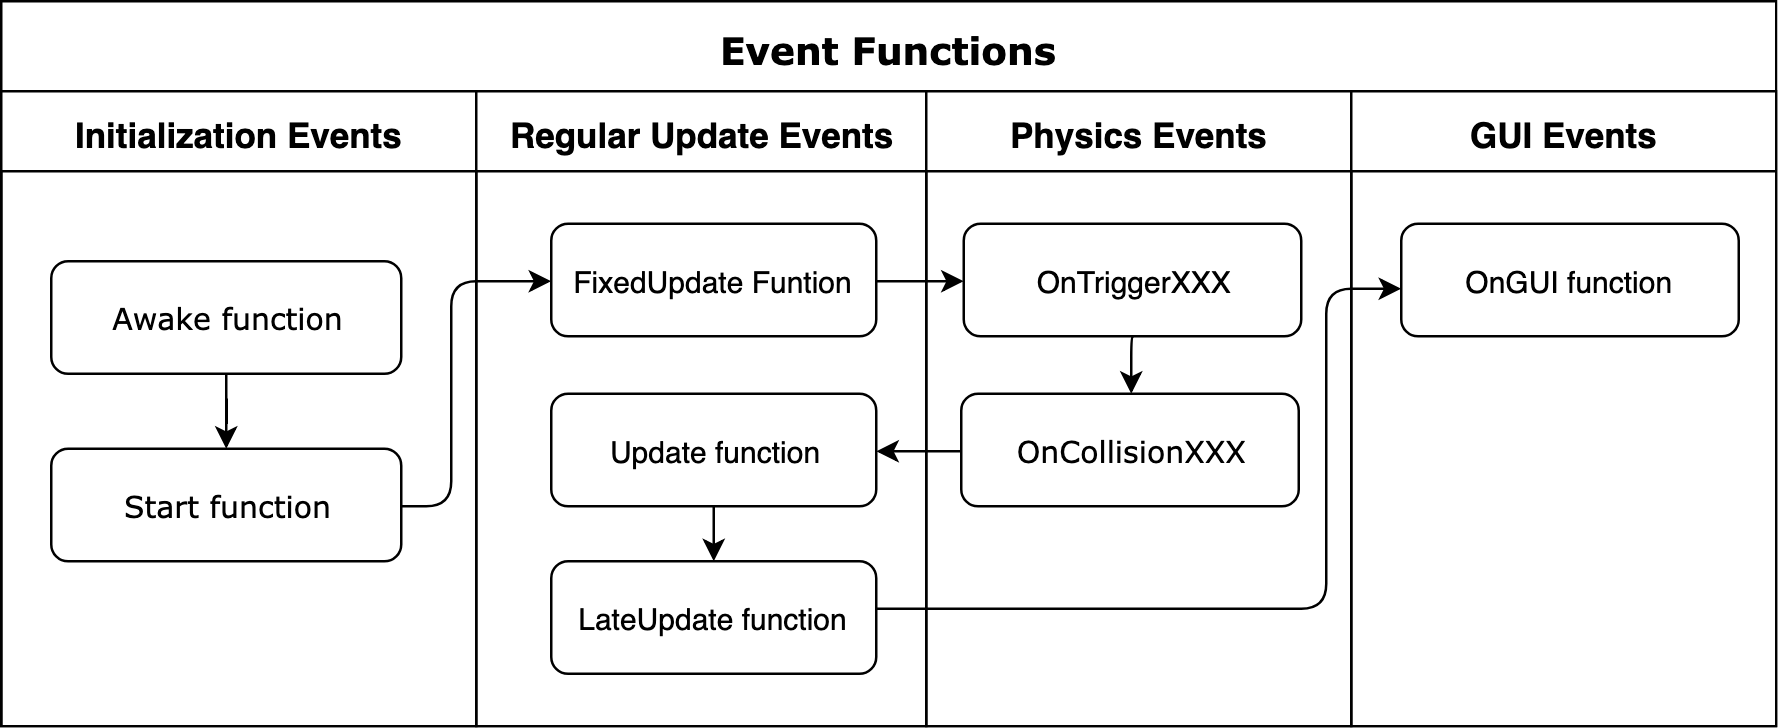 Event Functions
Initialization Events
Regular Update Events
Physics Events
GUI Events
Awake function
Start function
FixedUpdate Funtion
Update function
LateUpdate function
OnTriggerXXX
OnCollisionXXX
OnGUI function